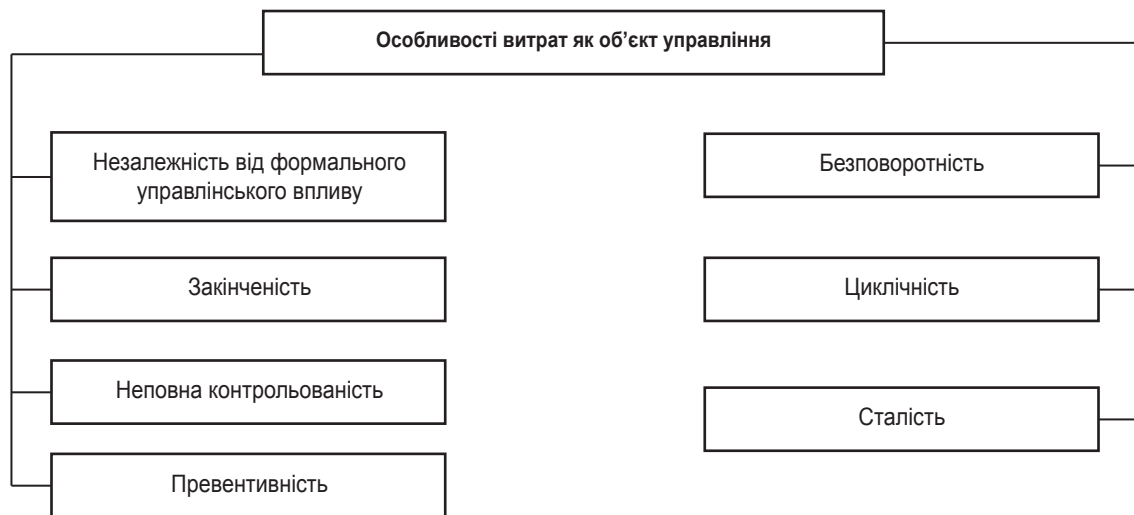 Особливості витрат як об’єкт управління
Незалежність від формального
управлінського впливу
Закінченість
Неповна контрольованість
Превентивність
Безповоротність
Циклічність
Сталість